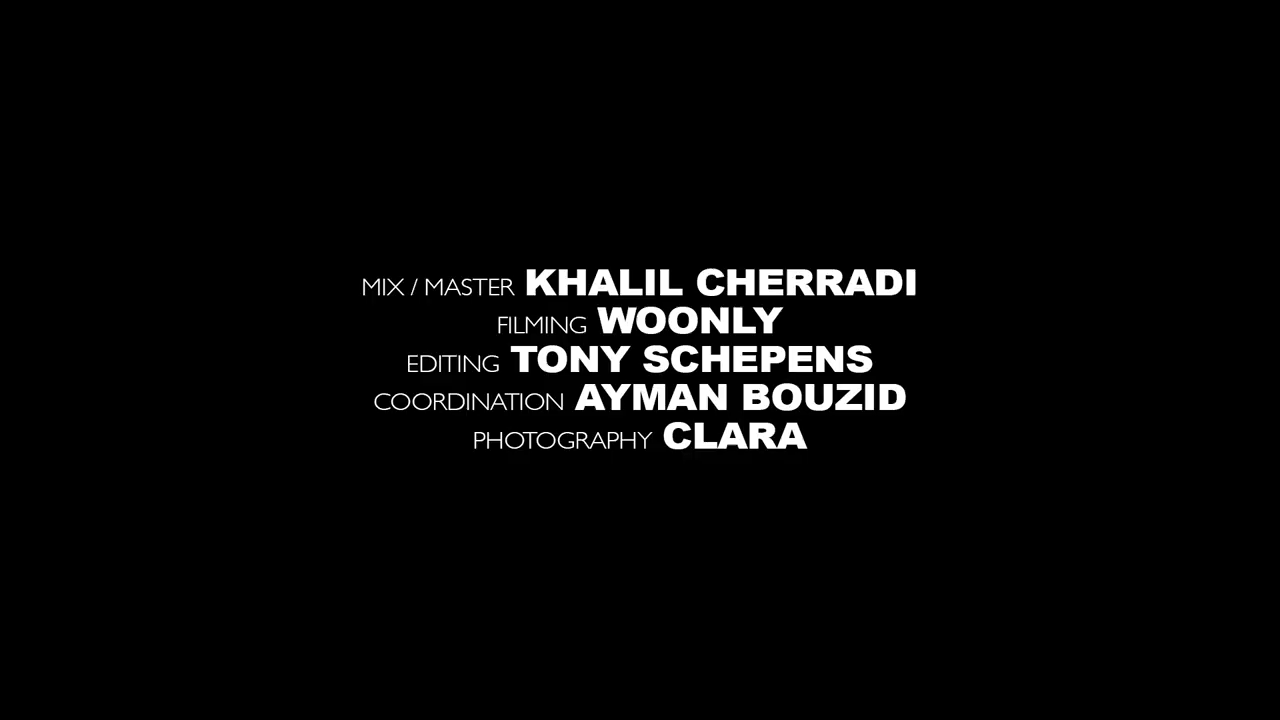 MIX / MASTER KHALIL CHERRADI
FILMING WOONLY
EDITING TONY SCHEPENS
COORDINATION AYMAN BOUZID
PHOTOGRAPHY CLARA